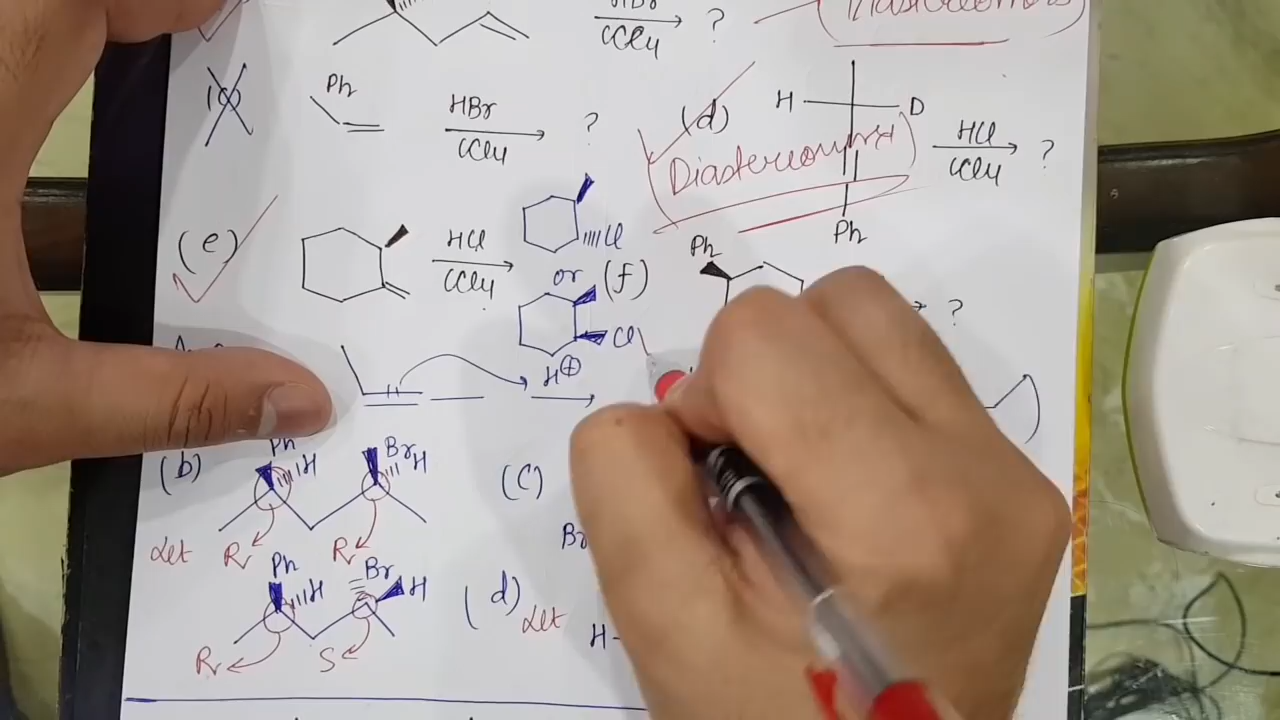 HBr
CCl4 ?
(Diastereomers)
Ph
HBr
CCl4 ?
(d) H D
HCl
CCl4 ?
Diastereomers
Ph
(e)
HCl
CCl4
Cl
or
Cl
(f) Ph
?
H⊕
(b) Ph H Br H
Let R R
(C)
Br
Ph H Br H
R S
(d) Let
H